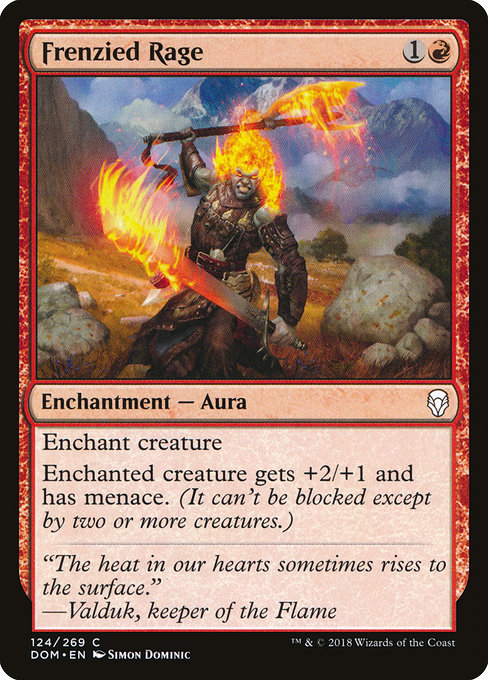 Frenzied Rage 1
Enchantment — Aura
Enchant creature
Enchanted creature gets +2/+1 and
has menace. (It can't be blocked except
by two or more creatures.)
“The heat in our hearts sometimes rises to
the surface.”
—Valduk, keeper of the Flame
124/269 C
DOM • EN Simon Dominic
™ & © 2018 Wizards of the Coast